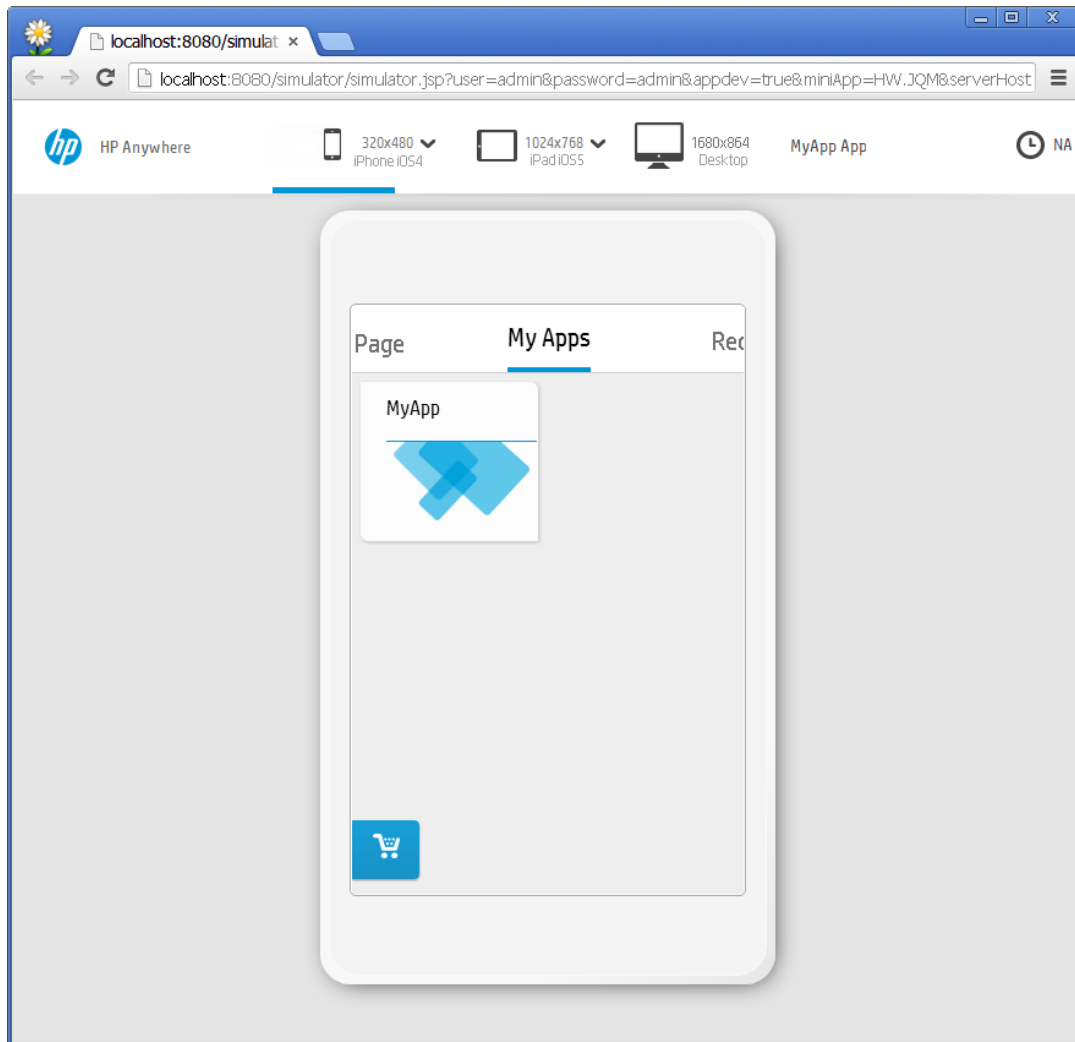 localhost:8080/simulat
localhost:8080/simulator/simulator.jsp?user=admin&password=admin&appdev=true&miniApp=HW.JQM&serverHost
hp
HP Anywhere
320x480
iPhone iOS4
1024x768
iPad iOS5
1680x864
Desktop
MyApp App
NA
Page
My Apps
Rec
MyApp